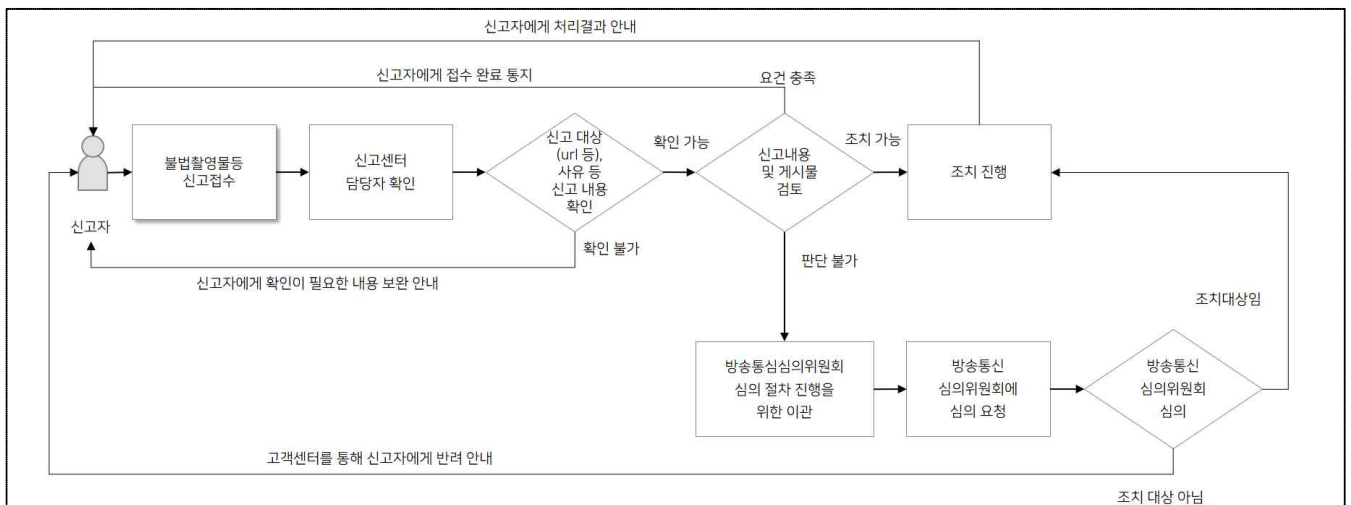 신고자에게 처리결과 안내
신고자에게 접수 완료 통지
요건 충족
신고자
불법촬영물등
신고접수
신고센터
담당자 확인
신고 대상
(url 등),
사유 등
신고 내용
확인
확인 가능
신고내용
및 게시물
검토
조치 가능
조치 진행
확인 불가
신고자에게 확인이 필요한 내용 보완 안내
판단 불가
조치대상임
방송통심심의위원회
심의 절차 진행을
위한 이관
방송통신
심의위원회에
심의 요청
방송통신
심의위원회
심의
고객센터를 통해 신고자에게 반려 안내
조치 대상 아님